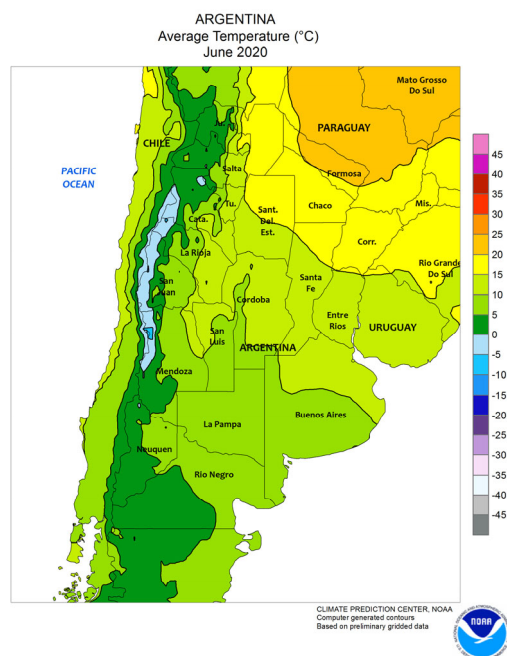 ARGENTINA
Average Temperature (°C)
June 2020
Mato Grosso
Do Sul
PARAGUAY
Ju.
CHILE
PACIFIC
OCEAN
Salta
Formosa
Tu.
Sant.
Del
Est.
Chaco
Mis.
Cata.
Corr.
La Rioja
Rio Grande
Do Sul
San
Juan
Santa
Fe
Cordoba
Entre
Rios
URUGUAY
San
Luis
ARGENTINA
Mendoza
Buenos Aires
La Pampa
Neuquen
Rio Negro
45
40
35
30
25
20
15
10
5
0
-5
-10
-15
-20
-25
-30
-35
-40
-45
CLIMATE PREDICTION CENTER, NOAA
Computer generated contours
Based on preliminary gridded data
NOAA